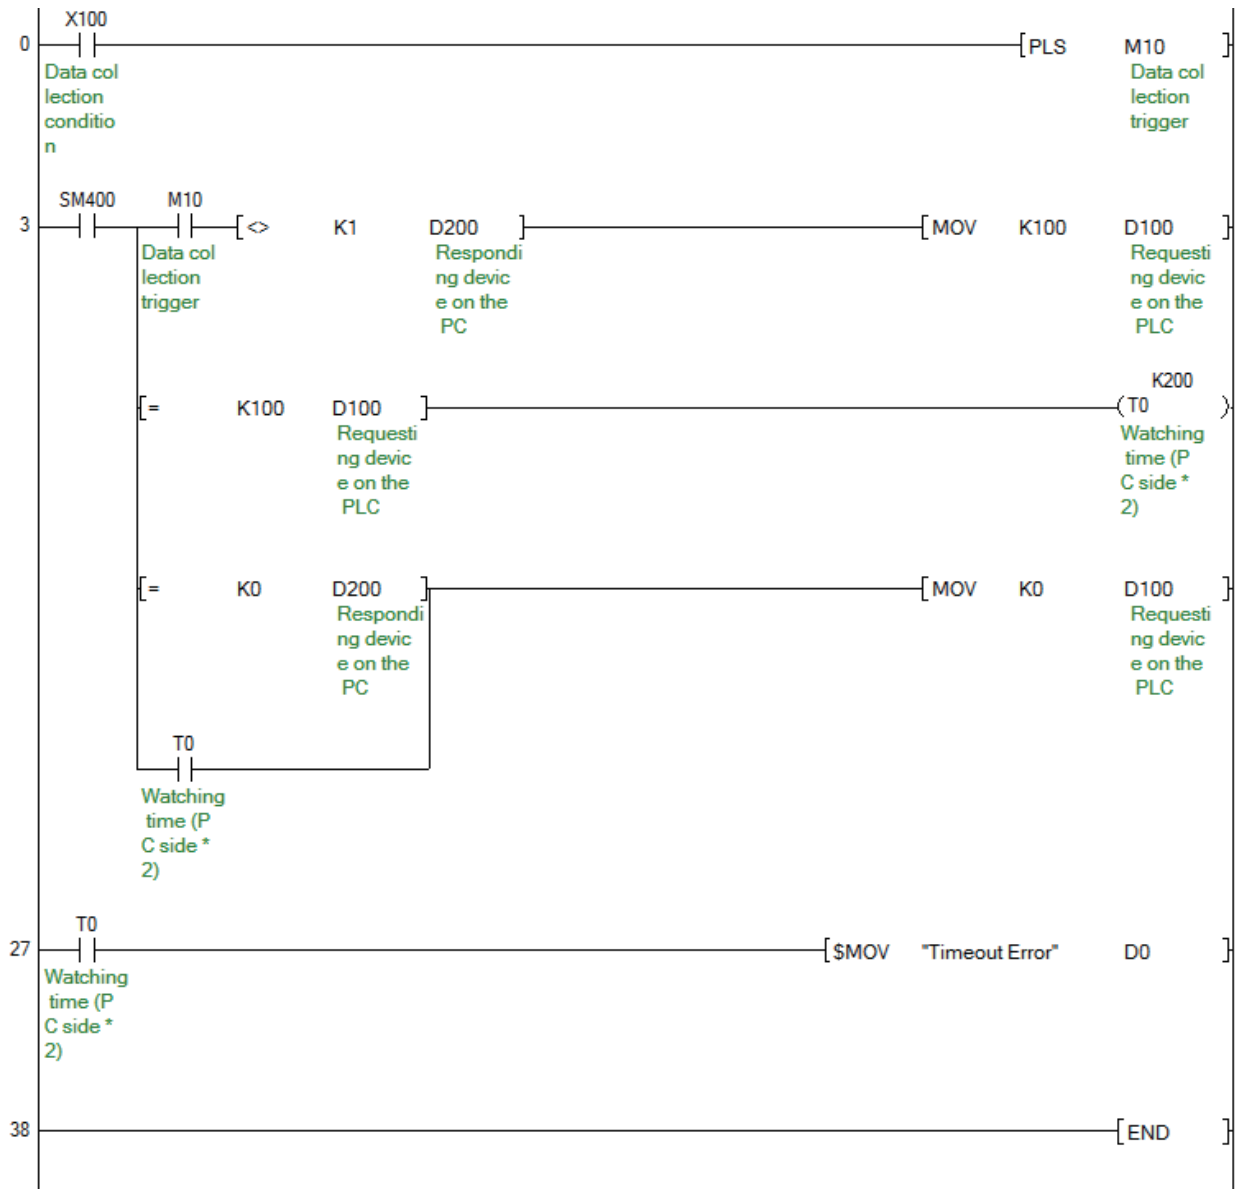 X100
0 PLS M10
Data col
lection
conditio
n
Data col
lection
trigger
SM400 M10
3 <> K1 D200 MOV K100 D100
Data col
lection
trigger
Respondi
ng devic
e on the
PC
Requesti
ng devic
e on the
PLC
K200
= K100 D100 T0
Requesti
ng devic
e on the
PLC
Watching
time (P
C side *
2)
= K0 D200 MOV K0 D100
Respondi
ng devic
e on the
PC
Requesti
ng devic
e on the
PLC
T0
Watching
time (P
C side *
2)
T0
27 $MOV "Timeout Error" D0
Watching
time (P
C side *
2)
38 END